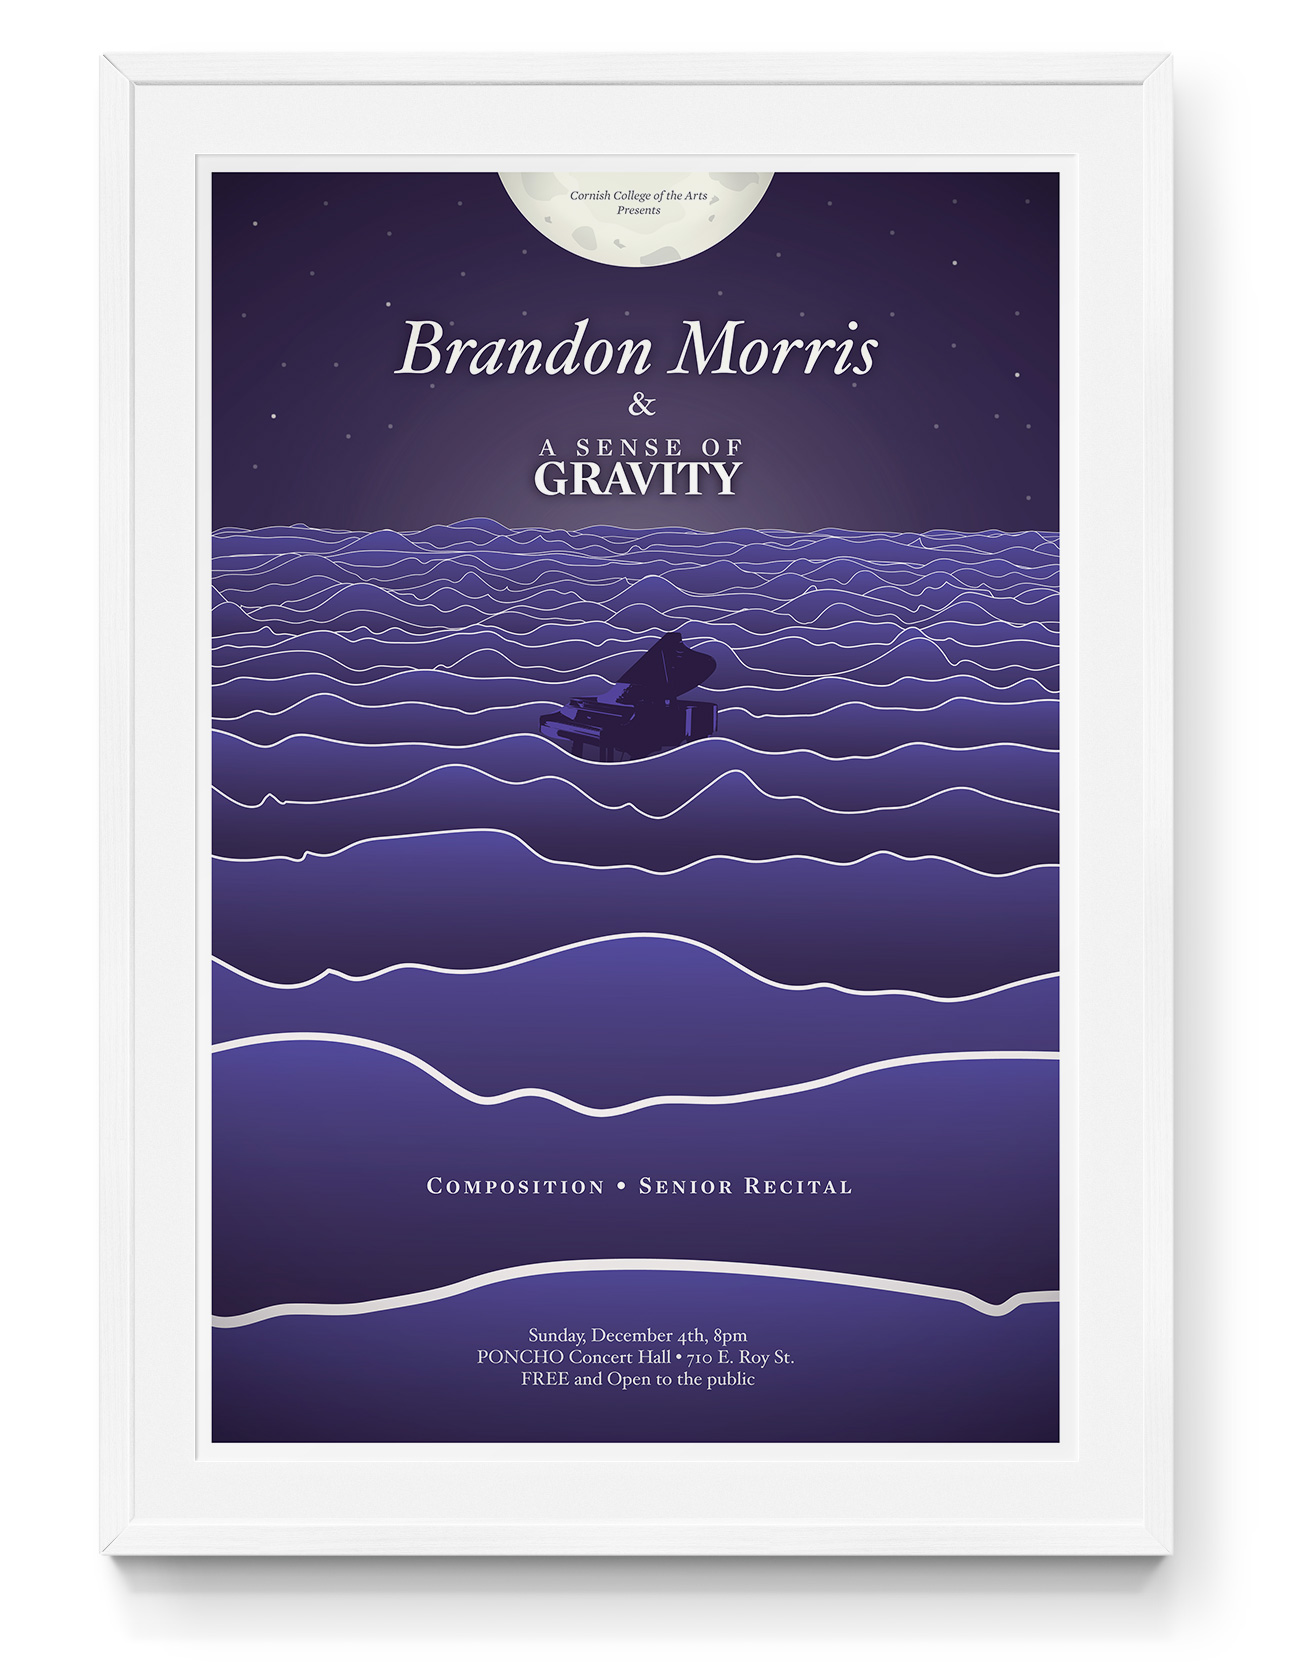 Cornish College of the Arts
Presents
Brandon Morris
&
A SENSE OF
GRAVITY
COMPOSITION • SENIOR RECITAL
Sunday, December 4th, 8pm
PONCHO Concert Hall • 710 E. Roy St.
FREE and Open to the public